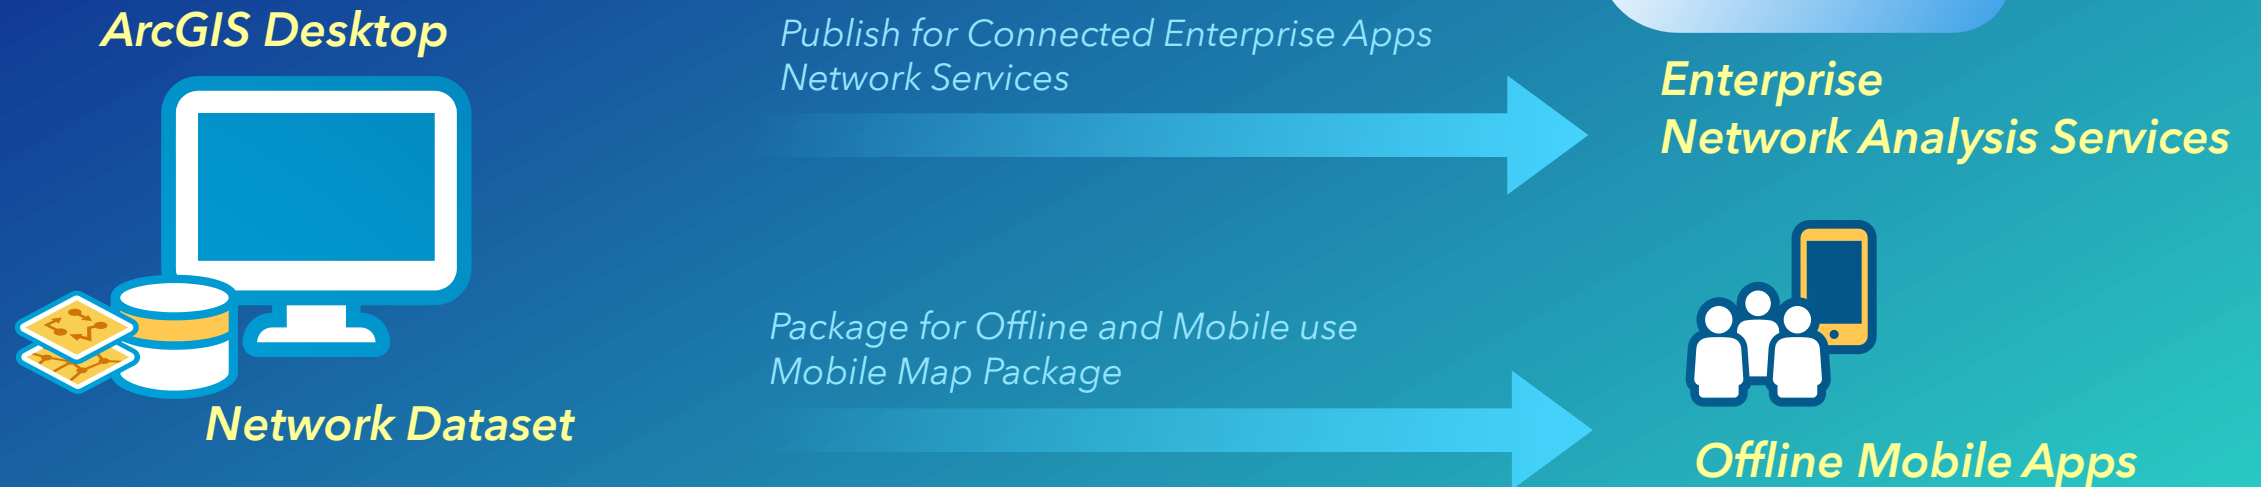 ArcGIS Desktop
Publish for Connected Enterprise Apps
Network Services
Enterprise
Network Analysis Services
Package for Offline and Mobile use
Mobile Map Package
Network Dataset
Offline Mobile Apps